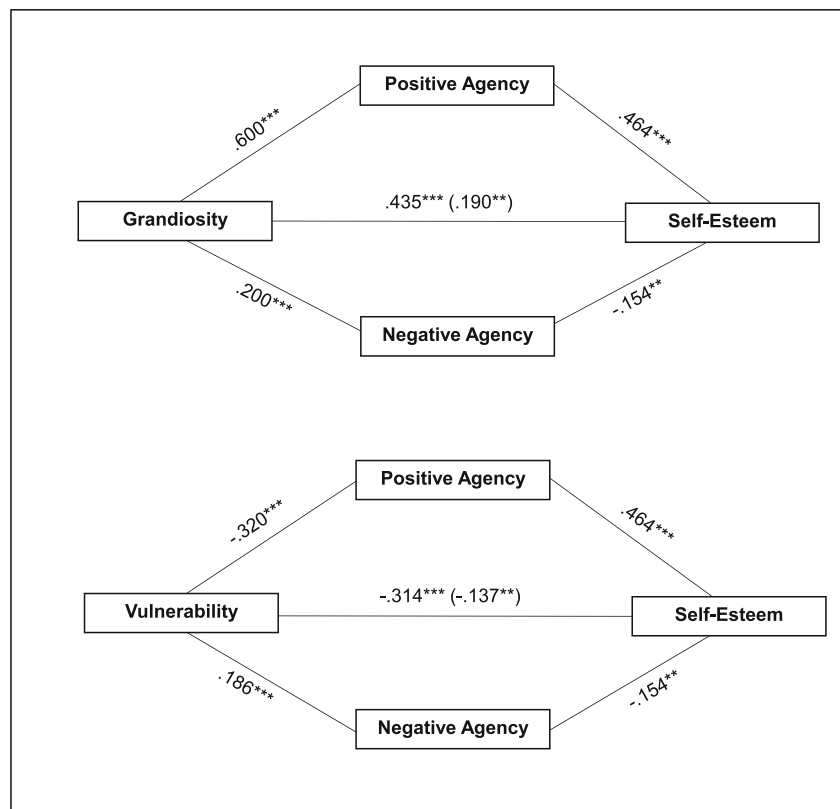 Positive Agency
.600***
.464***
Grandiosity
.435*** (.190**)
Self-Esteem
.200***
-.154**
Negative Agency
Positive Agency
-.320***
.464***
Vulnerability
-.314*** (-.137**)
Self-Esteem
.186***
-.154**
Negative Agency